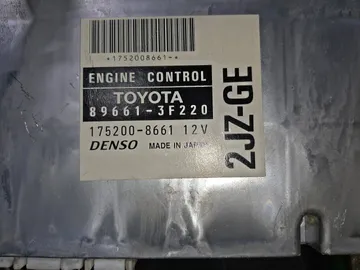 *1752008661-*
ENGINE CONTROL
TOYOTA
89661-3F220
175200-8661 12V
DENSO MADE IN JAPAN
2JZ-GE